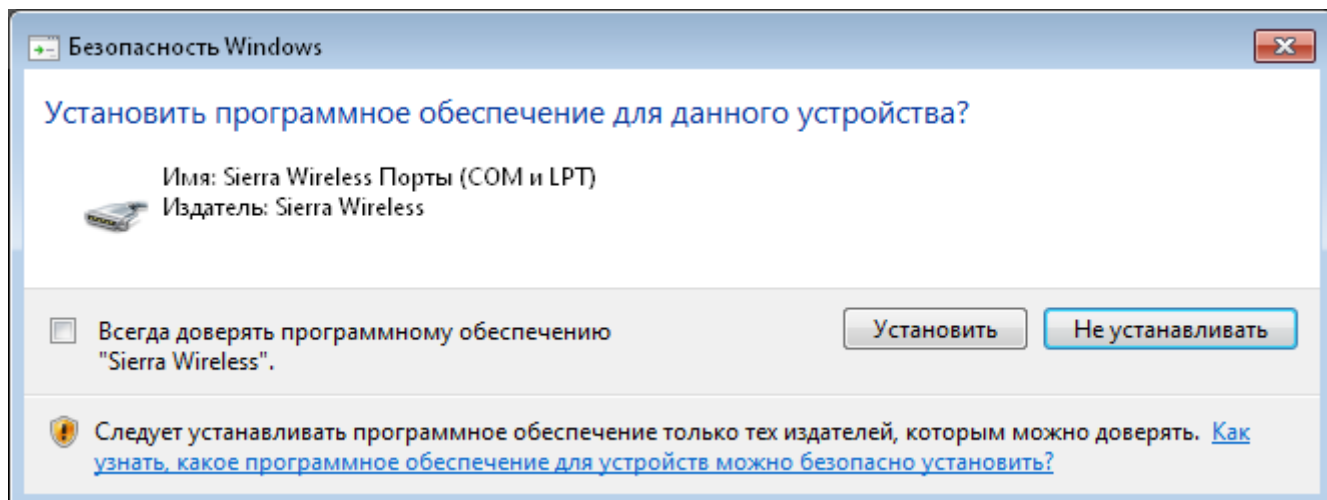 Безопасность Windows
Установить программное обеспечение для данного устройства?
Имя: Sierra Wireless Порты (COM и LPT)
Издатель: Sierra Wireless
Всегда доверять программному обеспечению
"Sierra Wireless".
Установить
Не устанавливать
Следует устанавливать программное обеспечение только тех издателей, которым можно доверять. Как
узнать, какое программное обеспечение для устройств можно безопасно установить?